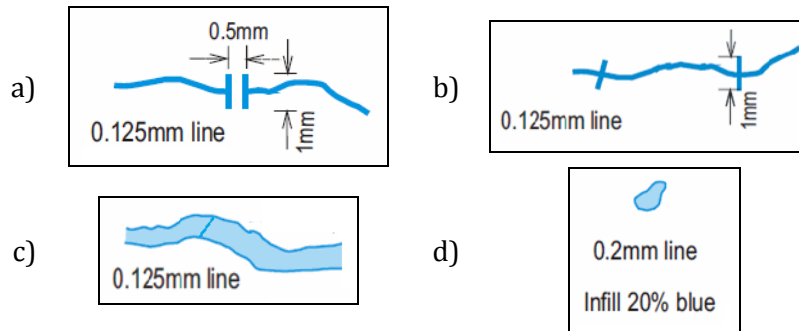 a)
0.5mm
1mm
0.125mm line
b)
1mm
0.125mm line
c)
0.125mm line
d)
0.2mm line
Infill 20% blue